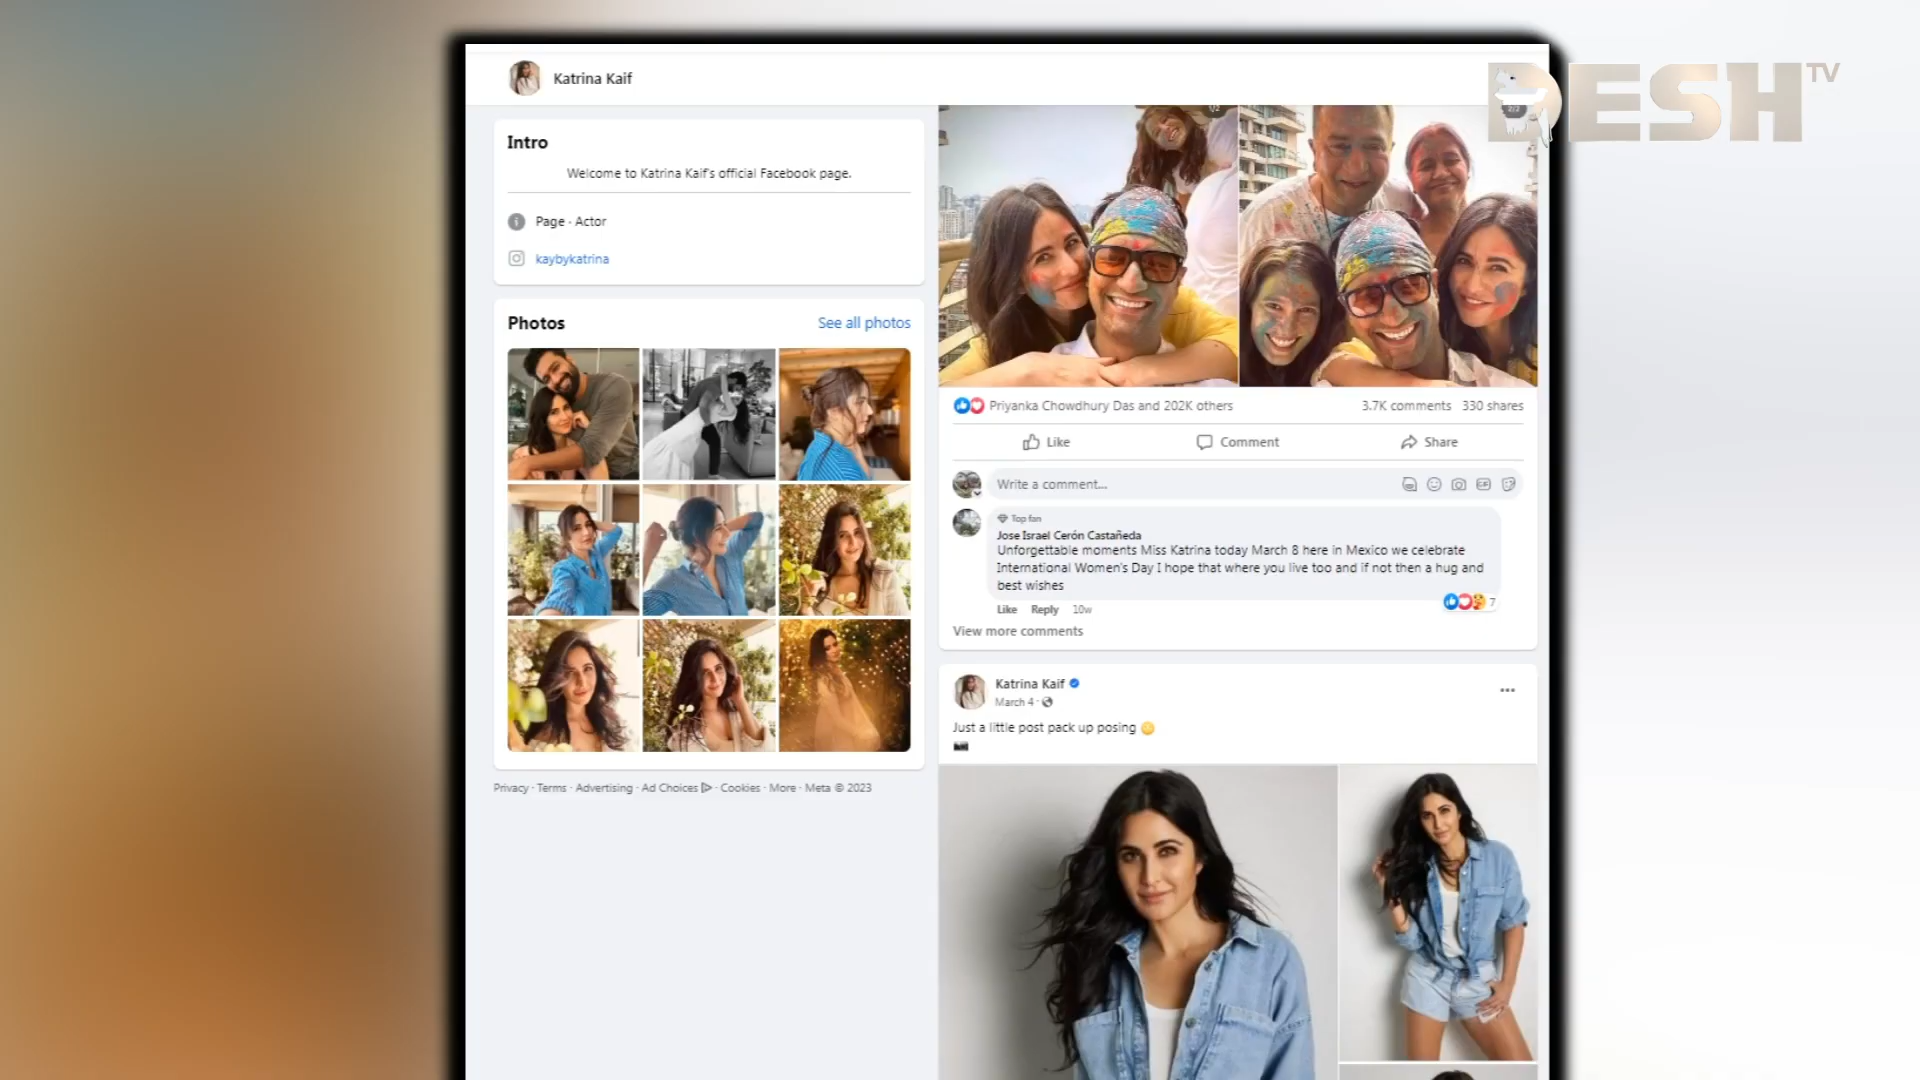 DESH TV
Katrina Kaif
Intro
Welcome to Katrina Kaif's official Facebook page.
Page · Actor
kaybykatrina
Photos
See all photos
Privacy · Terms · Advertising · Ad Choices · Cookies · More · Meta © 2023
Priyanka Chowdhury Das and 202K others
3.7K comments 330 shares
Like
Comment
Share
Write a comment...
GIF
Top fan
Jose Israel Cerón Castañeda
Unforgettable moments Miss Katrina today March 8 here in Mexico we celebrate
International Women's Day I hope that where you live too and if not then a hug and
best wishes
Like Reply 10w
7
View more comments
Katrina Kaif
March 4 ·
Just a little post pack up posing